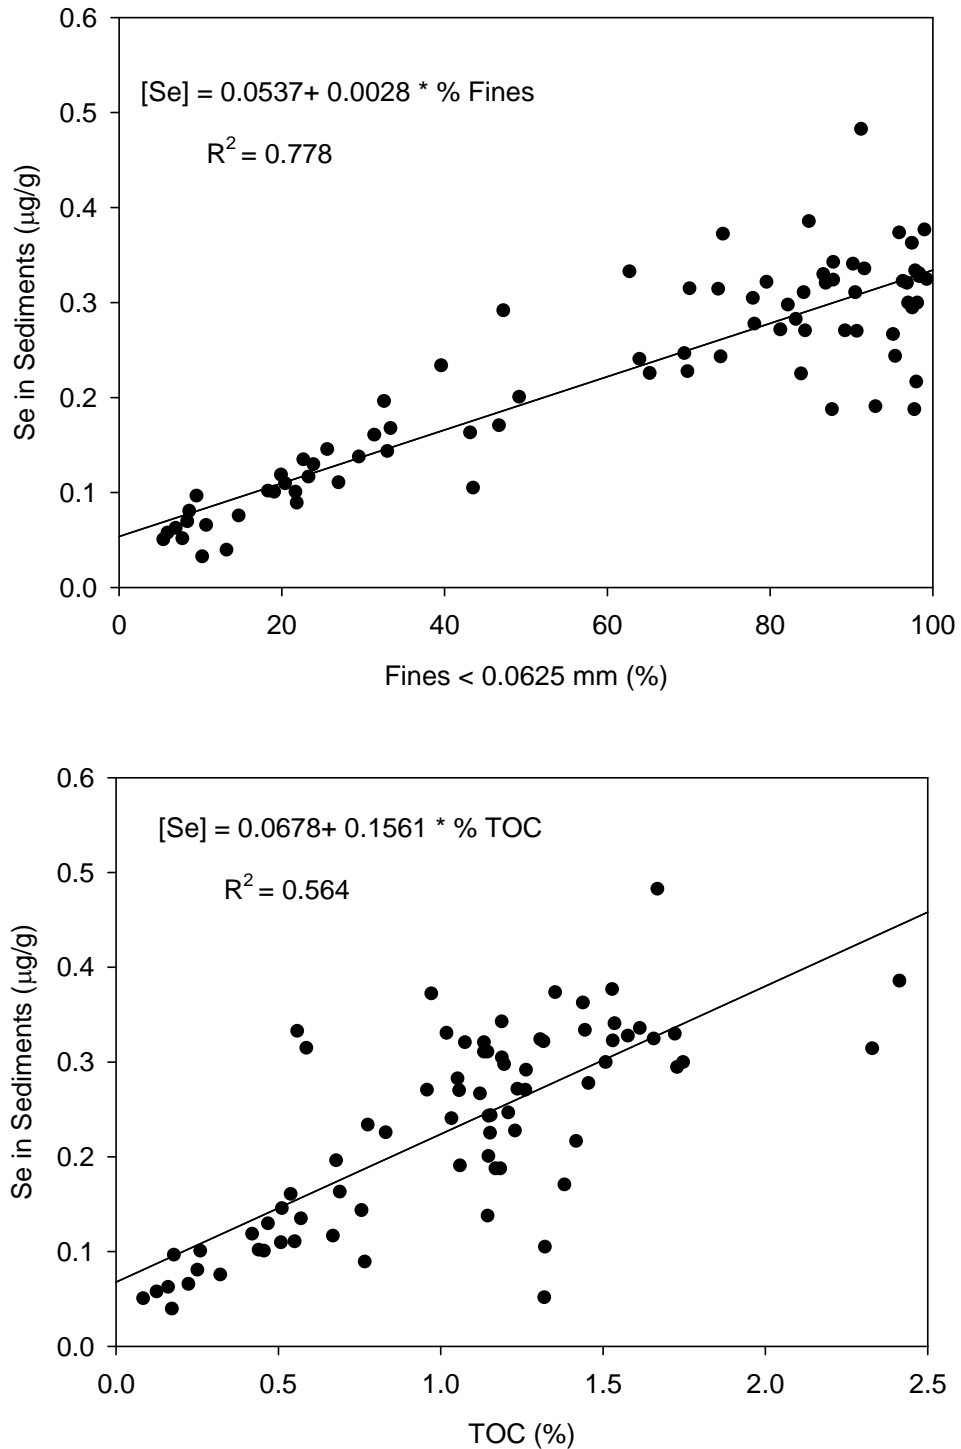 0.6
[Se] = 0.0537+ 0.0028 * % Fines
0.5
R2 = 0.778
0.4
Se in Sediments (μg/g)
0.3
0.2
0.1
0.0
0 20 40 60 80 100
Fines < 0.0625 mm (%)
0.6
[Se] = 0.0678+ 0.1561 * % TOC
0.5
R2 = 0.564
0.4
Se in Sediments (μg/g)
0.3
0.2
0.1
0.0
0.0 0.5 1.0 1.5 2.0 2.5
TOC (%)